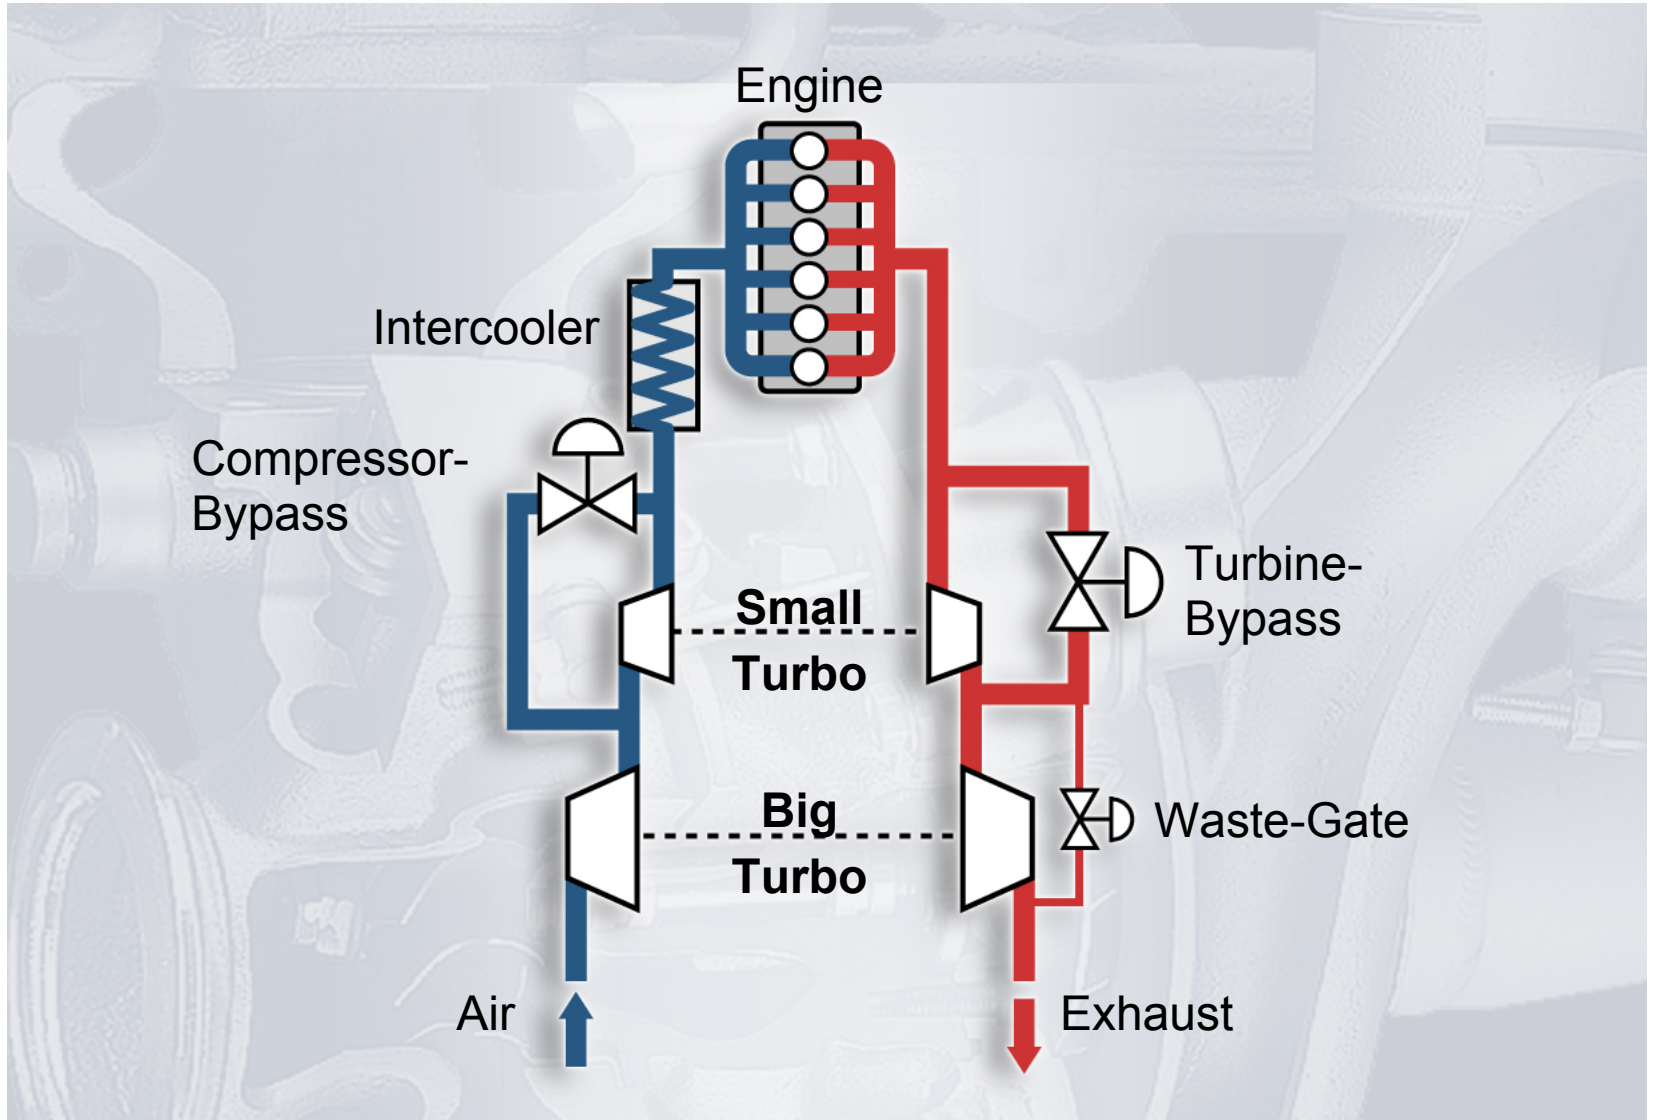 Engine
Intercooler
Compressor-
Bypass
Turbine-
Bypass
Small
Turbo
Big
Turbo
Waste-Gate
Air
Exhaust